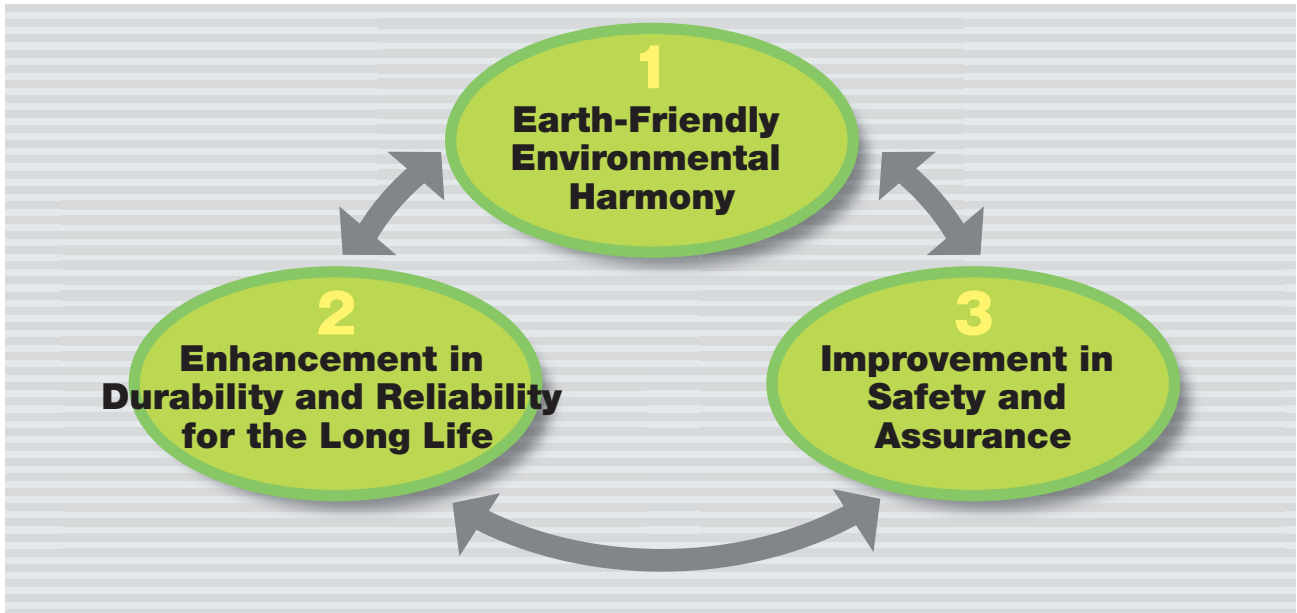 1
Earth-Friendly
Environmental
Harmony
2
Enhancement in
Durability and Reliability
for the Long Life
3
Improvement in
Safety and
Assurance